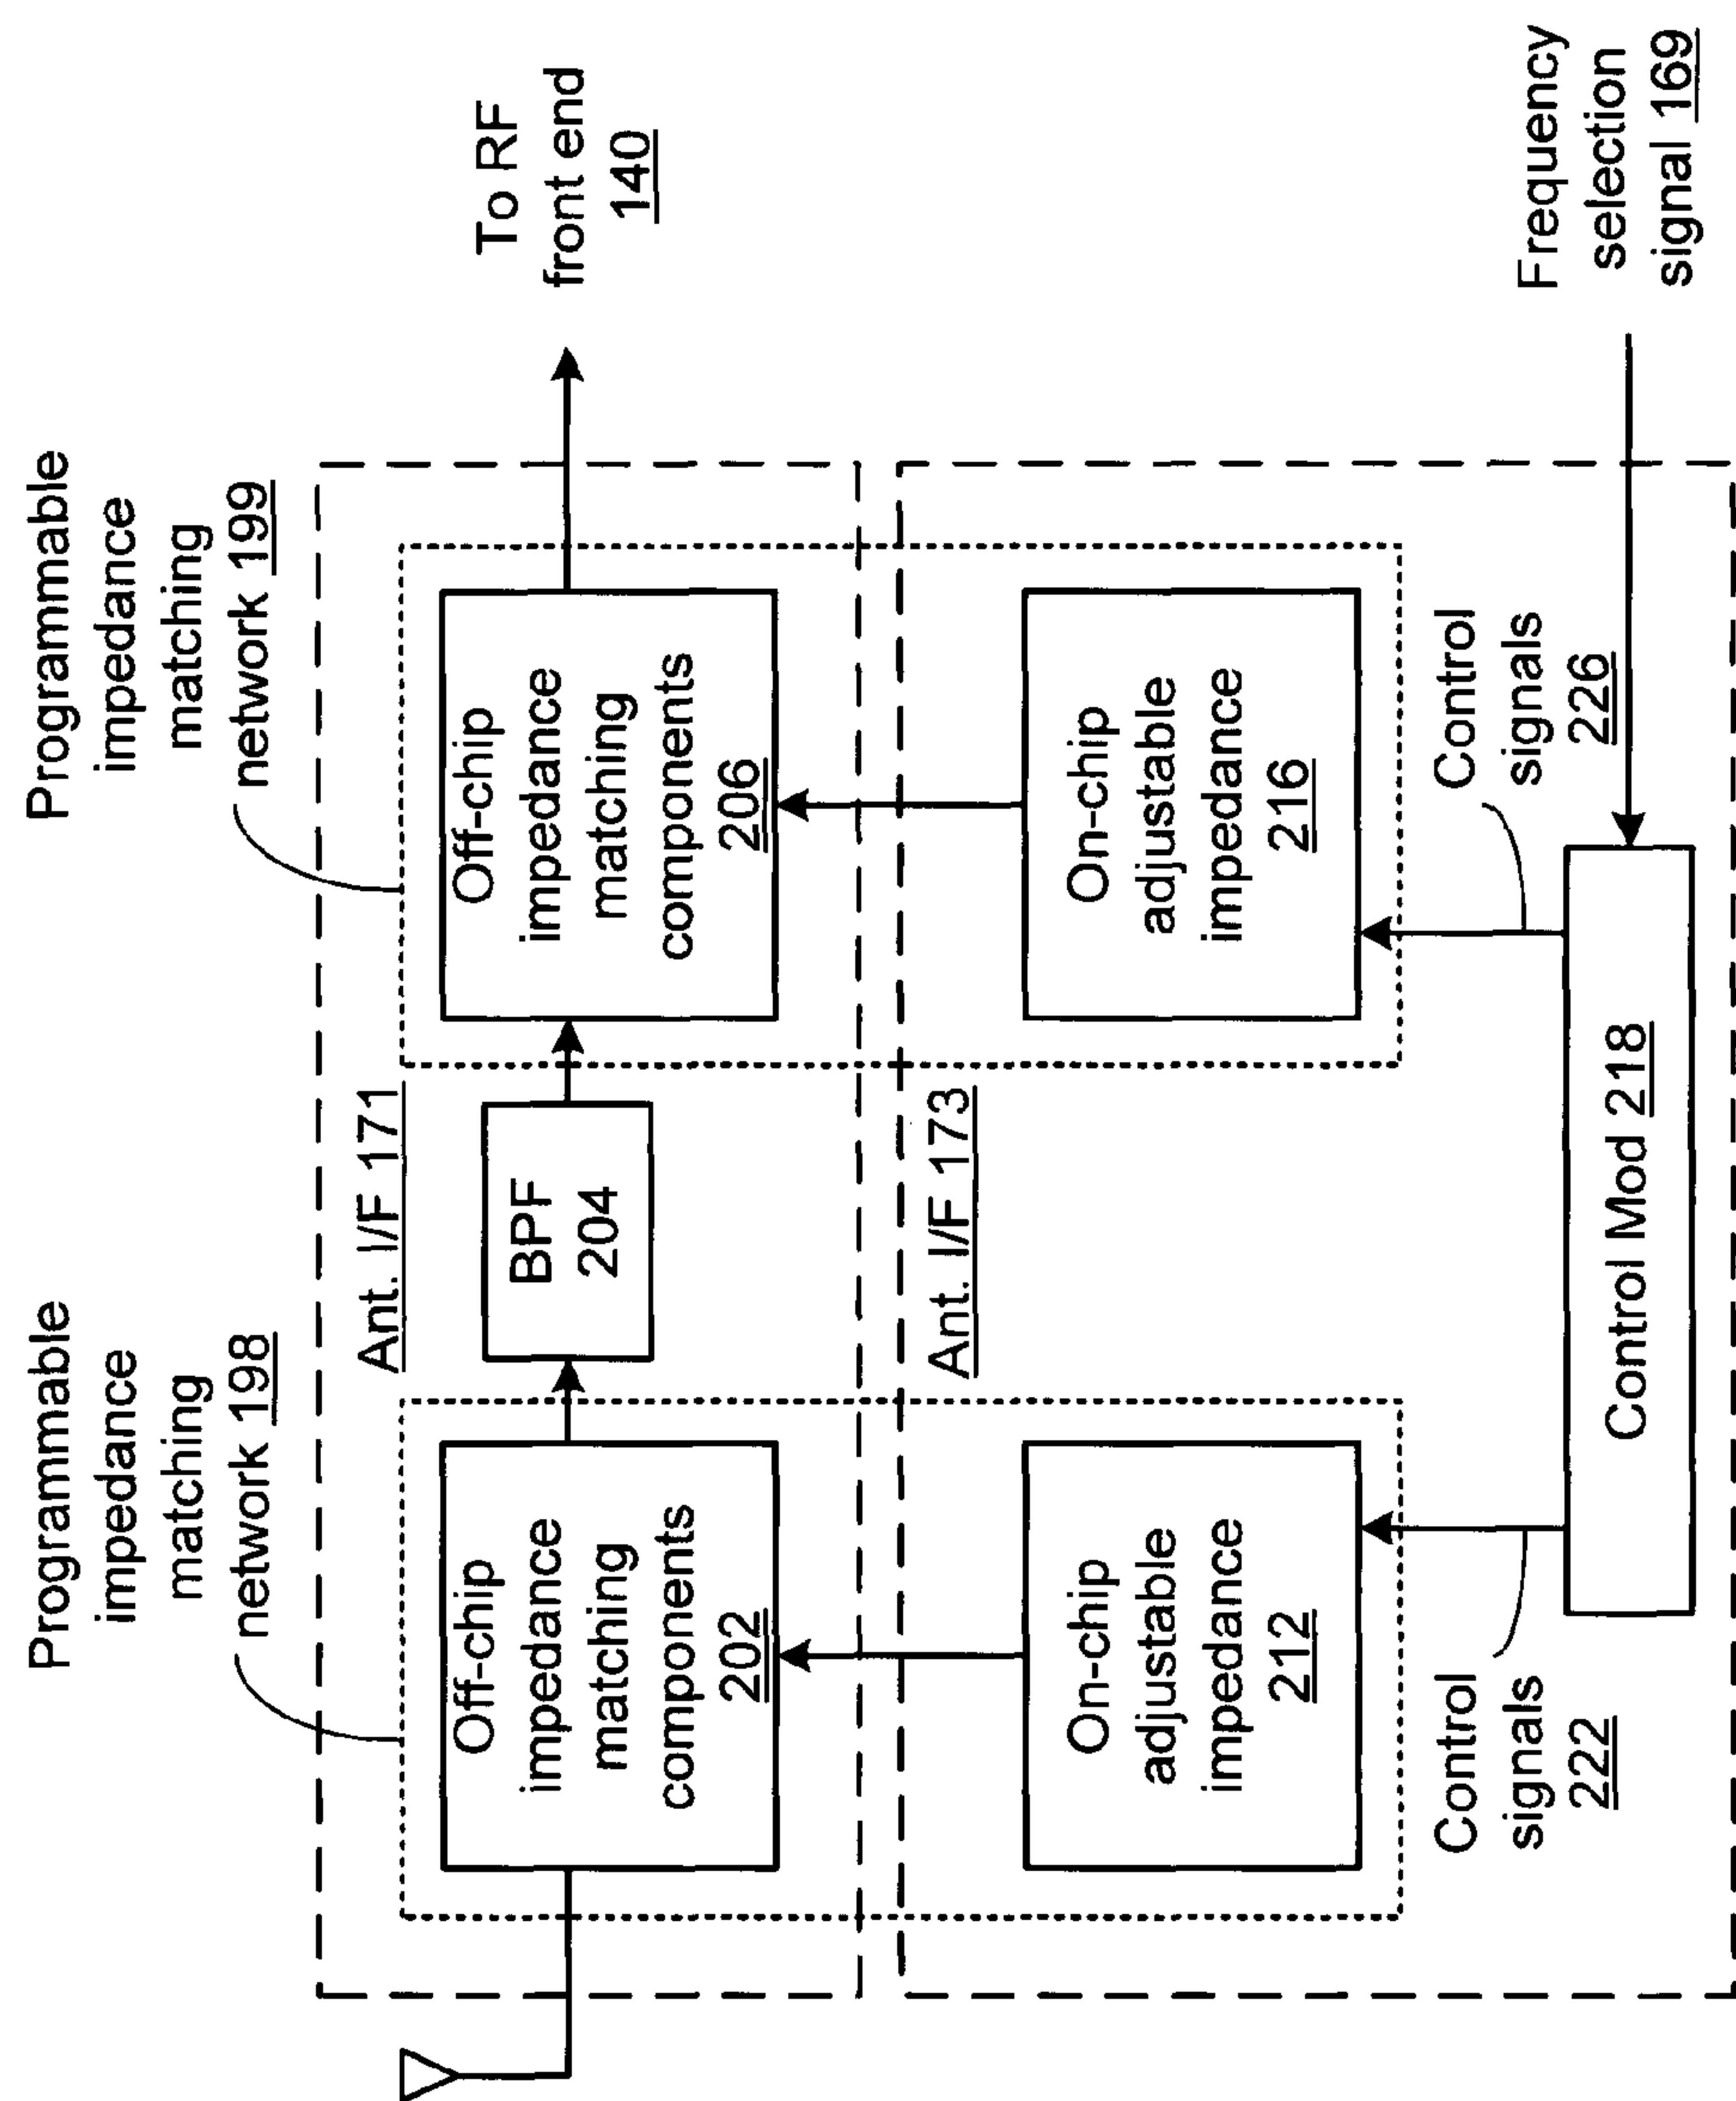 Programmable
impedance
matching
network 198
Programmable
impedance
matching
network 199
To RF
front end
140
Ant. I/F 171
Off-chip
impedance
matching
components
202
BPF
204
Off-chip
impedance
matching
components
206
Ant. I/F 173
On-chip
adjustable
impedance
212
On-chip
adjustable
impedance
216
Control
signals
222
Control
signals
226
Frequency
selection
signal 169
Control Mod 218